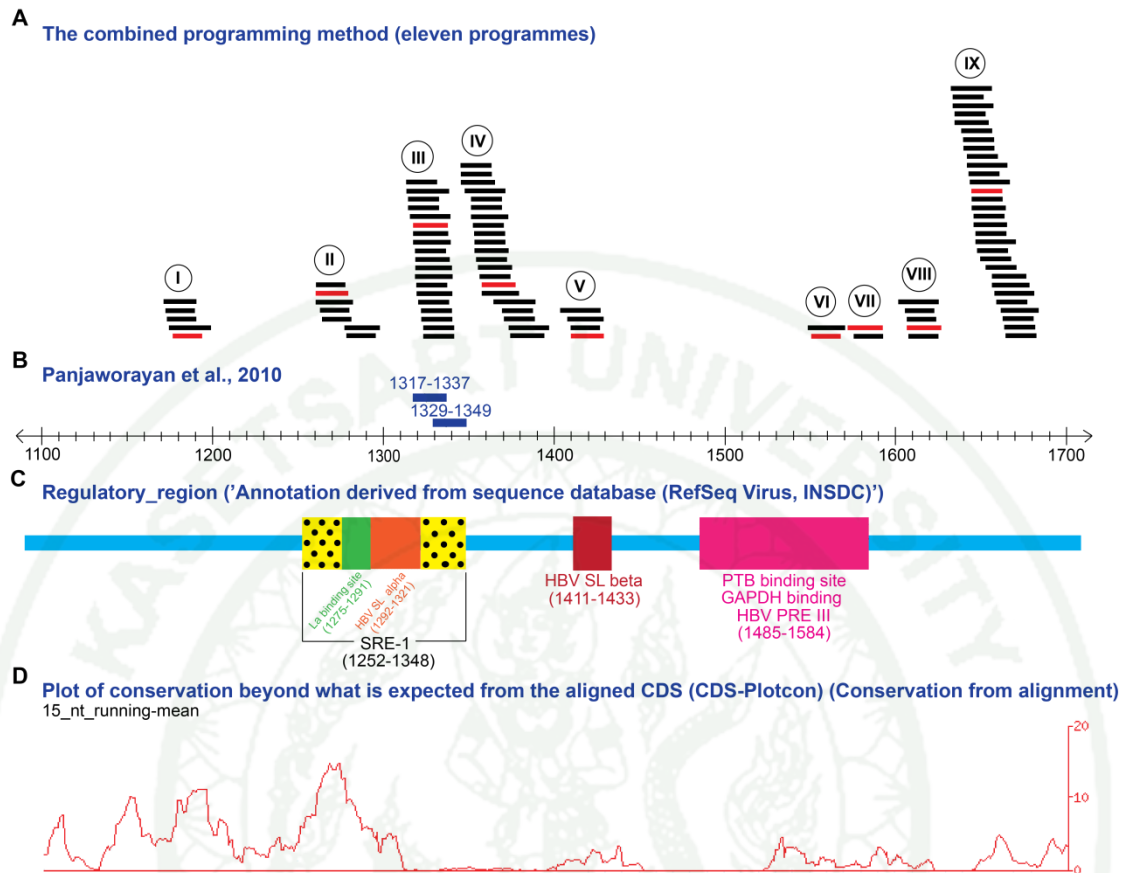 A
The combined programming method (eleven programmes)
IX
IV
III
II
I
V
VIII
VI
VII
B
Panjaworayan et al., 2010
1317-1337
1329-1349
1100 1200 1300 1400 1500 1600 1700
C
Regulatory_region ('Annotation derived from sequence database (RefSeq Virus, INSDC)')
La binding site
(1275-1291)
HBV SL alpha
(1292-1321)
SRE-1
(1252-1348)
HBV SL beta
(1411-1433)
PTB binding site
GAPDH binding
HBV PRE III
(1485-1584)
D
Plot of conservation beyond what is expected from the aligned CDS (CDS-Plotcon) (Conservation from alignment)
15_nt_running-mean
20
10
0
KASETSART UNIVERSITY